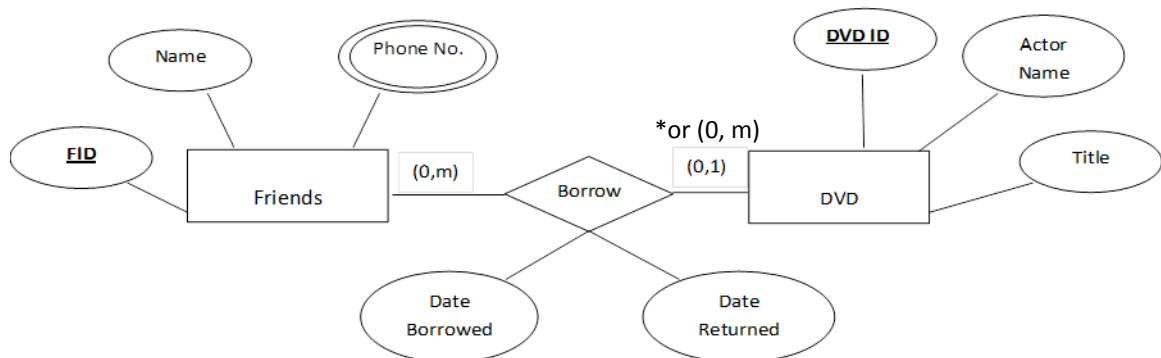 Name
Phone No.
DVD ID
Actor
Name
*or (0, m)
FID
(0,m)
Borrow
(0,1)
Title
Friends
DVD
Date
Borrowed
Date
Returned